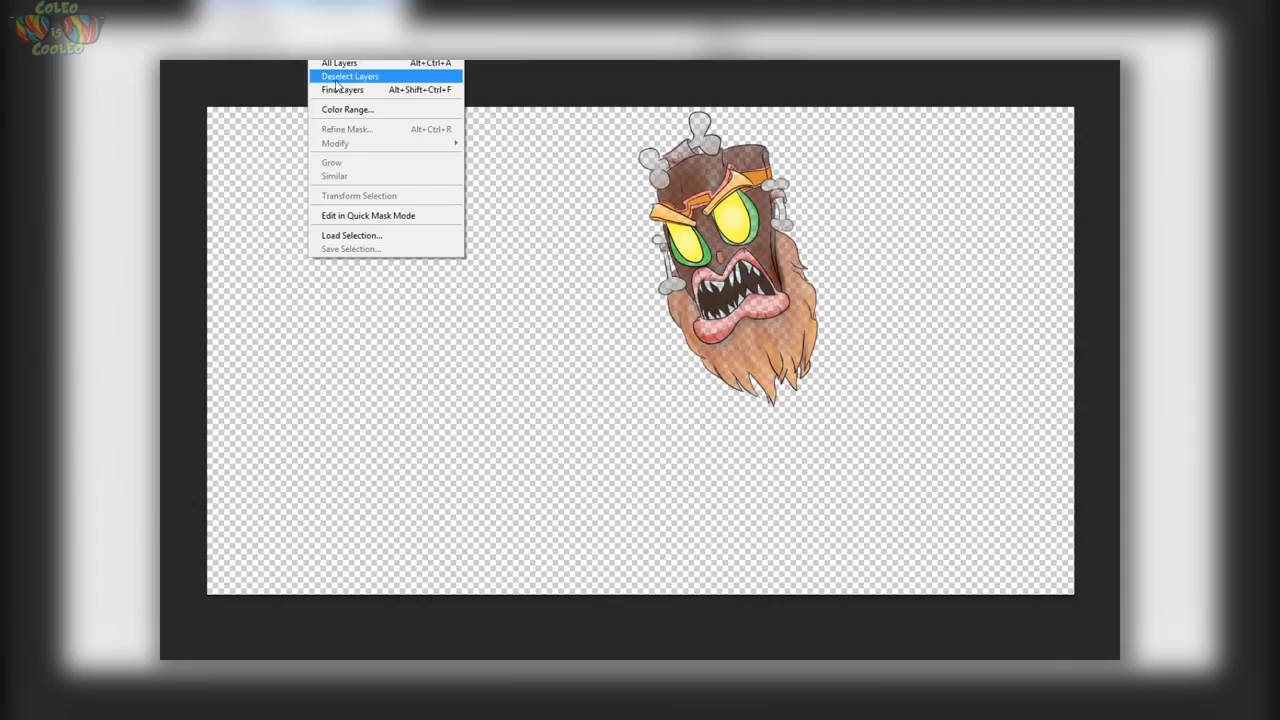 COLEO
iS
COOLEO
All Layers Alt+Ctrl+A
Deselect Layers
Find Layers Alt+Shift+Ctrl+F
Color Range...
Refine Mask... Alt+Ctrl+R
Modify
Grow
Similar
Transform Selection
Edit in Quick Mask Mode
Load Selection...
Save Selection...